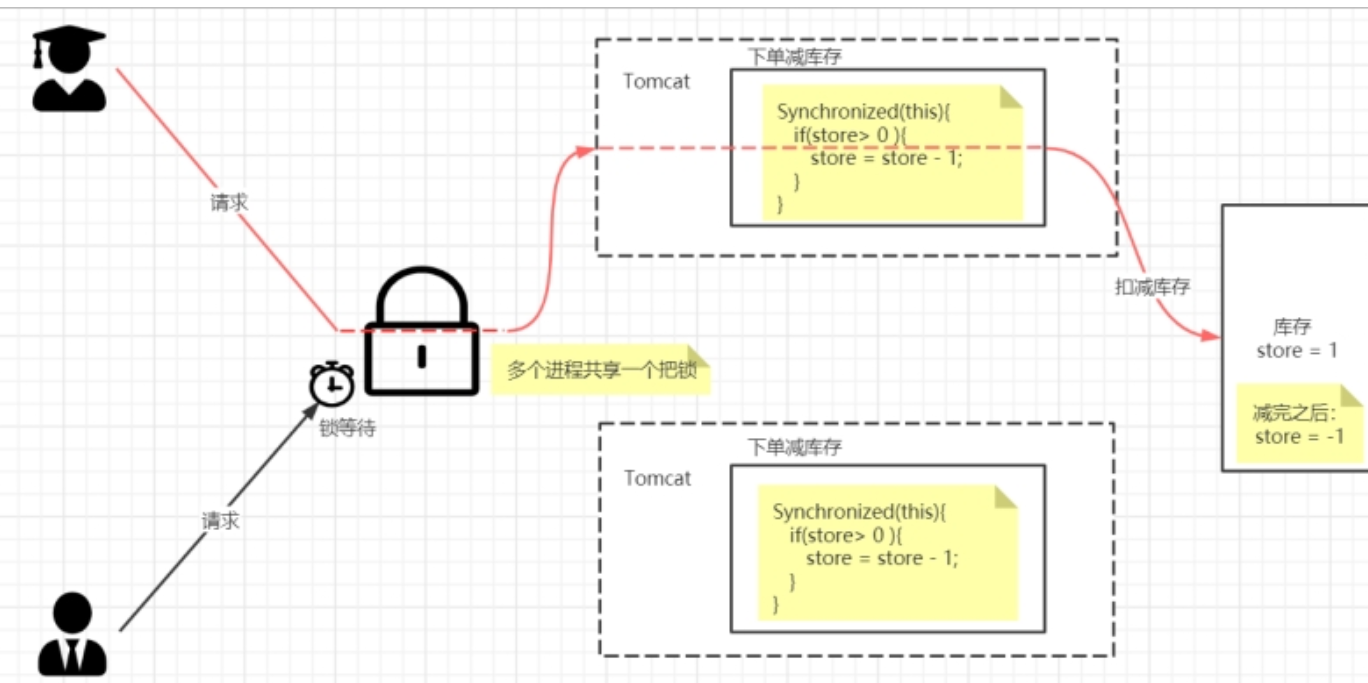 下单减库存
Tomcat
Synchronized(this){
if(store> 0 ){
store = store - 1;
}
}
请求
扣减库存
库存
store = 1
减完之后：
store = -1
多个进程共享一个把锁
锁等待
请求
下单减库存
Tomcat
Synchronized(this){
if(store> 0 ){
store = store - 1;
}
}